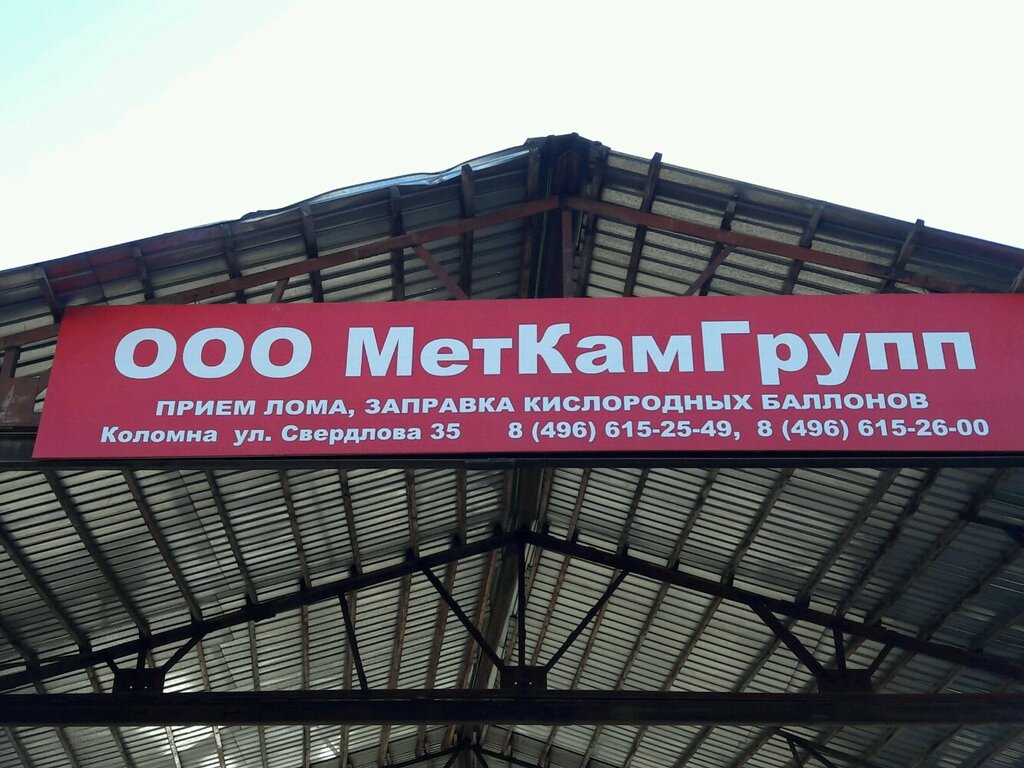 ООО МетКамГрупп
ПРИЕМ ЛОМА, ЗАПРАВКА КИСЛОРОДНЫХ БАЛЛОНОВ
Коломна ул. Свердлова 35 8 (496) 615-25-49, 8 (496) 615-26-00